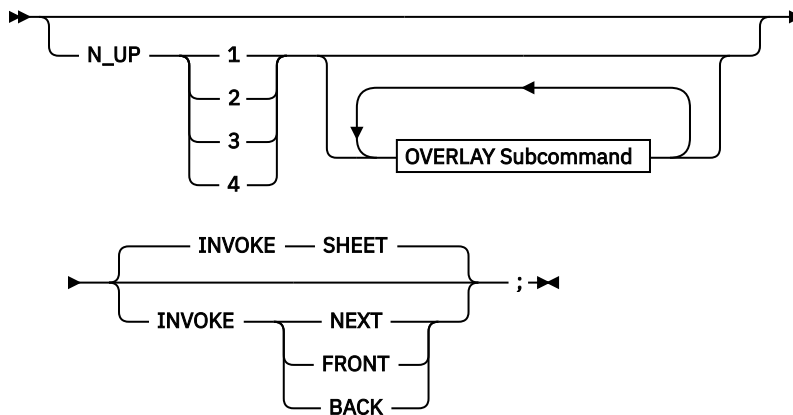 N_UP 1
2
3
4
OVERLAY Subcommand
INVOKE SHEET
;
INVOKE NEXT
FRONT
BACK